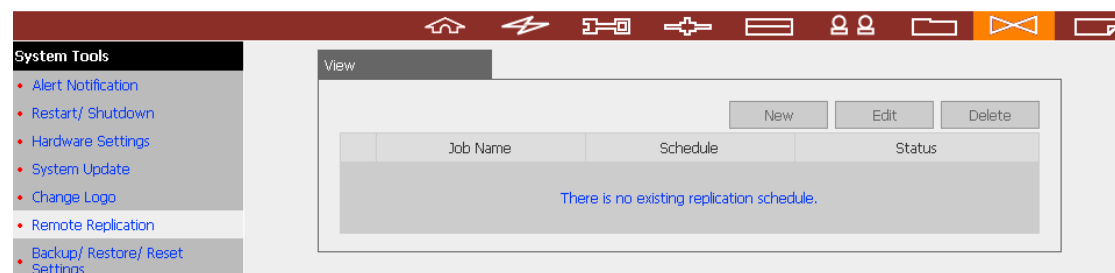 System Tools
Alert Notification
Restart/ Shutdown
Hardware Settings
System Update
Change Logo
Remote Replication
Backup/ Restore/ Reset
Settings
View
New Edit Delete
Job Name Schedule Status
There is no existing replication schedule.